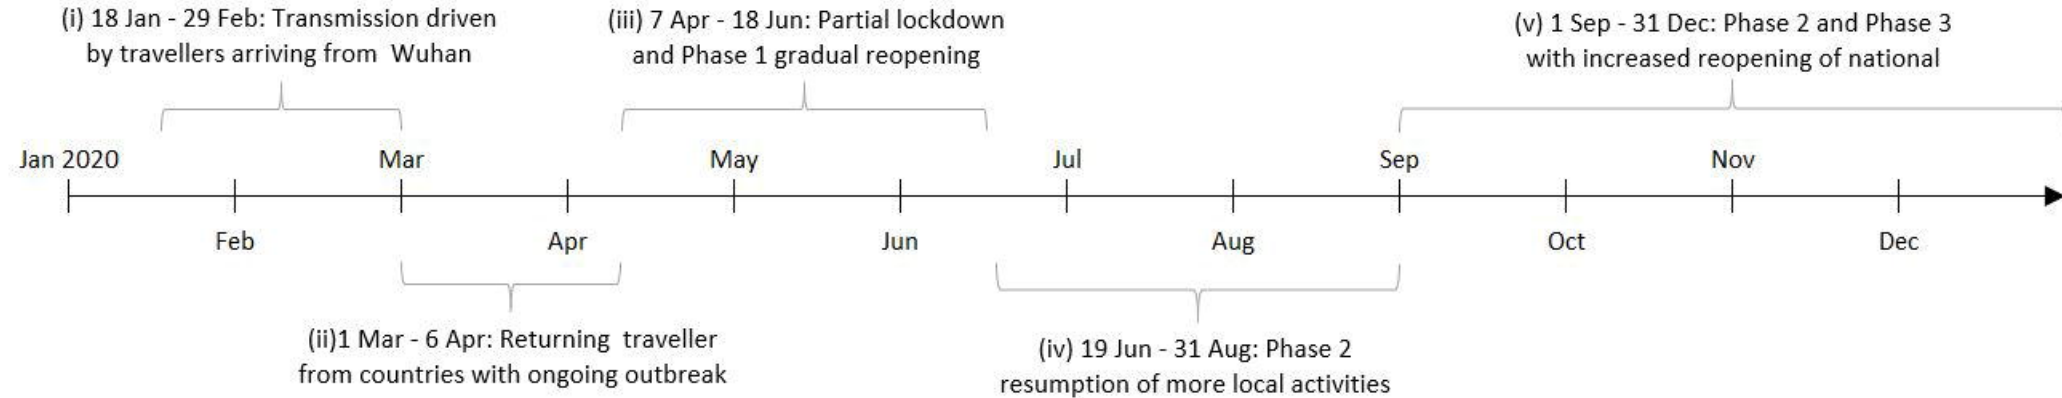 (i) 18 Jan - 29 Feb: Transmission driven
by travellers arriving from Wuhan
(iii) 7 Apr - 18 Jun: Partial lockdown
and Phase 1 gradual reopening
(v) 1 Sep - 31 Dec: Phase 2 and Phase 3
with increased reopening of national
Jan 2020
Mar
May
Jul
Sep
Nov
Feb
Apr
Jun
Aug
Oct
Dec
(ii)1 Mar - 6 Apr: Returning traveller
from countries with ongoing outbreak
(iv) 19 Jun - 31 Aug: Phase 2
resumption of more local activities